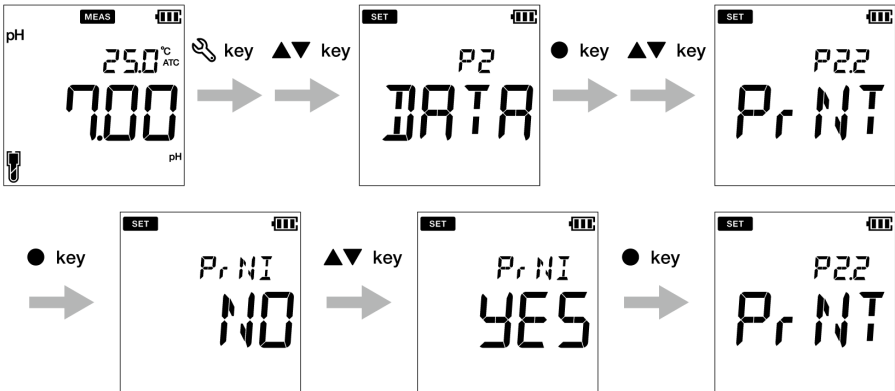 MEAS
pH
25.0 °C
ATC
7.00
pH
key
key
SET
P2
DATA
key
key
SET
P2.2
PrNT
key
SET
PrNI
NO
key
SET
PrNI
YES
key
SET
P2.2
PrNT